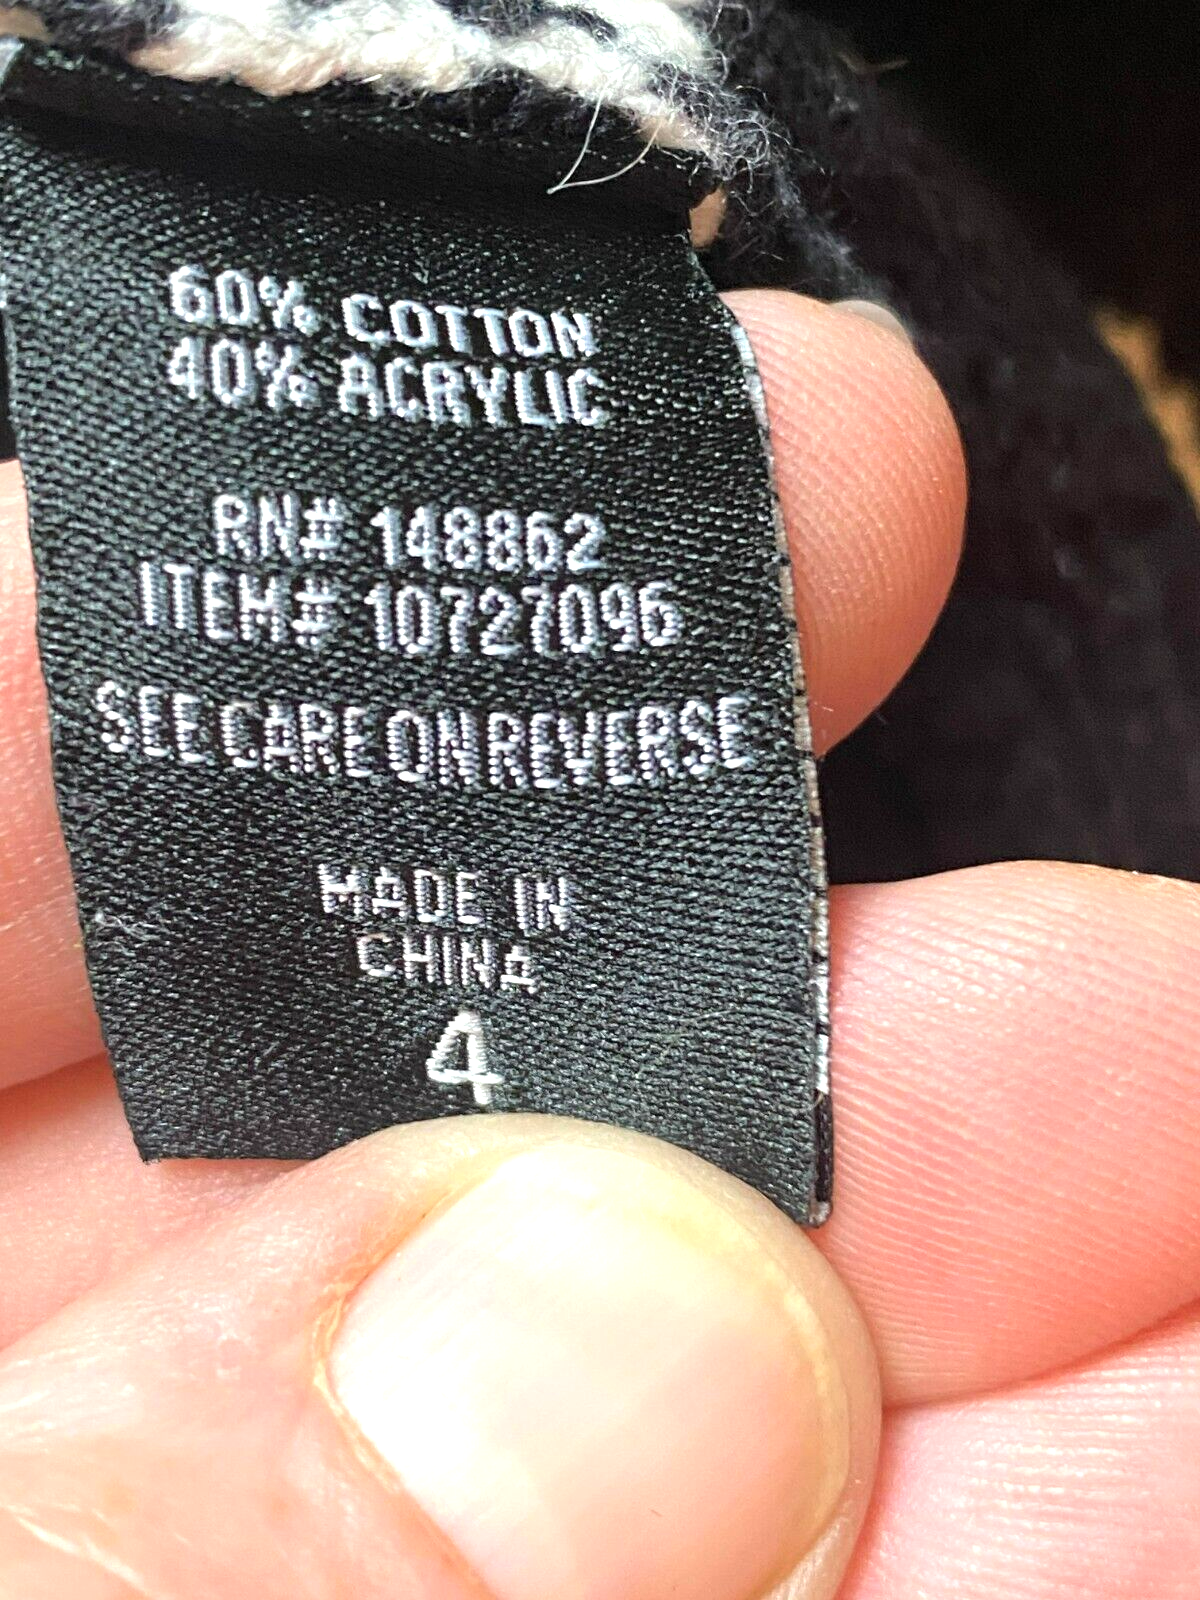 60% COTTON
40% ACRYLIC
RN# 148862
ITEM# 10727096
SEE CARE ON REVERSE
MADE IN
CHINA
4